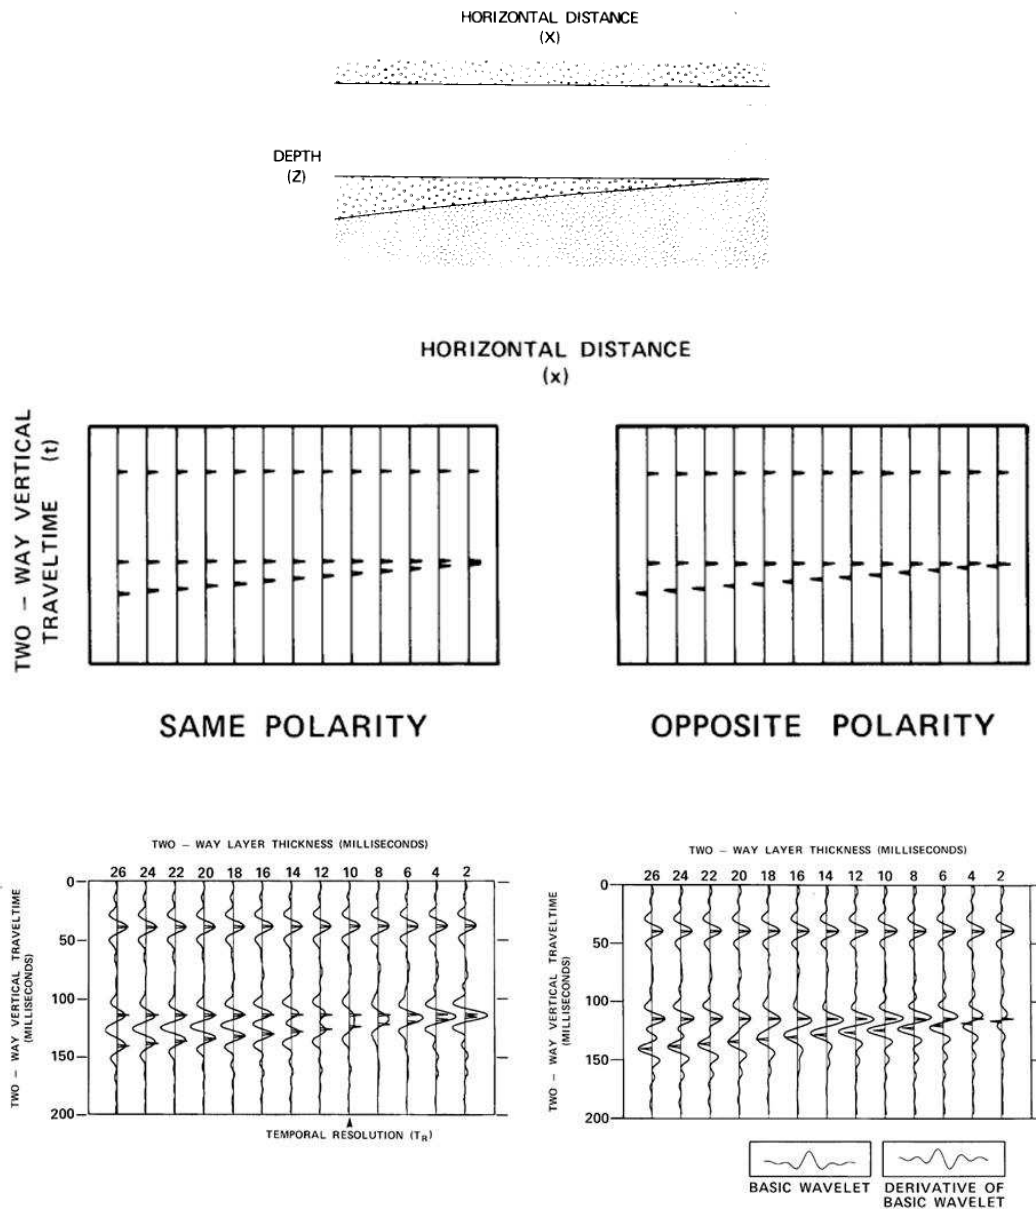 HORIZONTAL DISTANCE
(X)
DEPTH
(Z)
HORIZONTAL DISTANCE
(x)
TWO – WAY VERTICAL
TRAVELTIME (t)
SAME POLARITY
OPPOSITE POLARITY
TWO – WAY LAYER THICKNESS (MILLISECONDS)
26 24 22 20 18 16 14 12 10 8 6 4 2
TWO – WAY VERTICAL TRAVELTIME
(MILLISECONDS)
0
50
100
150
200
TEMPORAL RESOLUTION (TR)
TWO – WAY LAYER THICKNESS (MILLISECONDS)
26 24 22 20 18 16 14 12 10 8 6 4 2
TWO – WAY VERTICAL TRAVELTIME
(MILLISECONDS)
0
50
100
150
200
BASIC WAVELET
DERIVATIVE OF
BASIC WAVELET